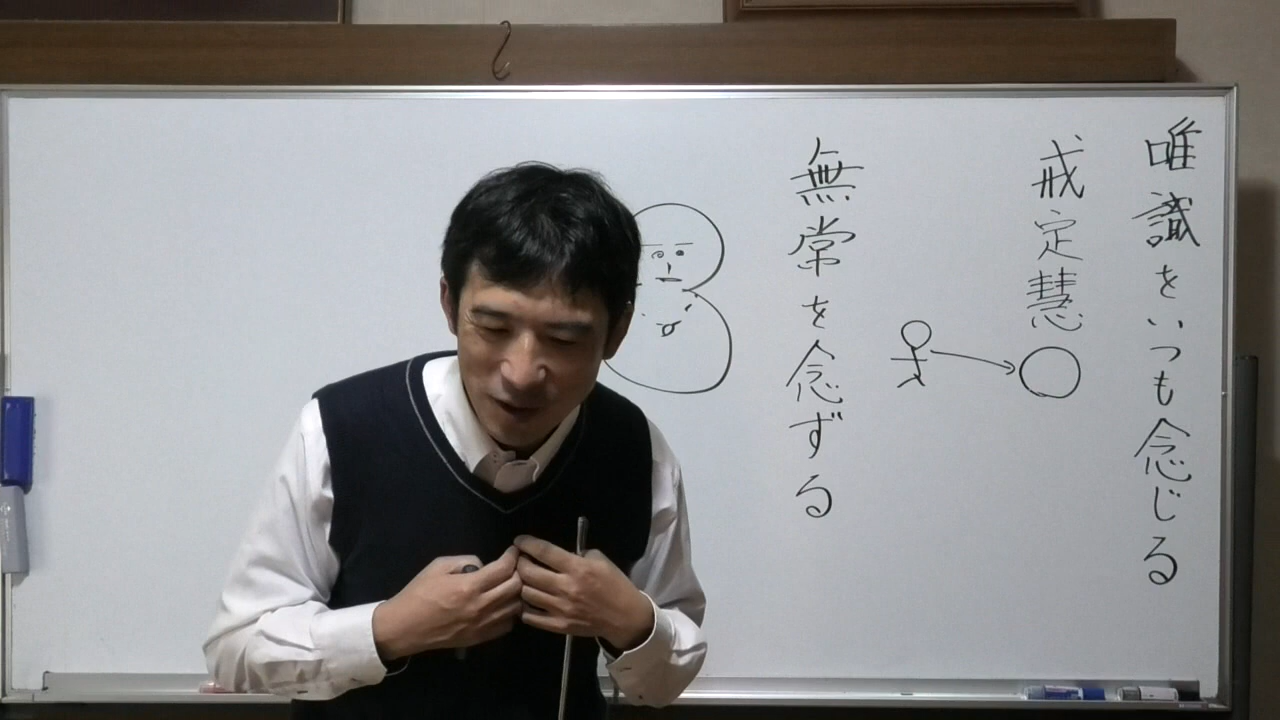 唯識をいつも念じる
戒定慧
無常を念ずる